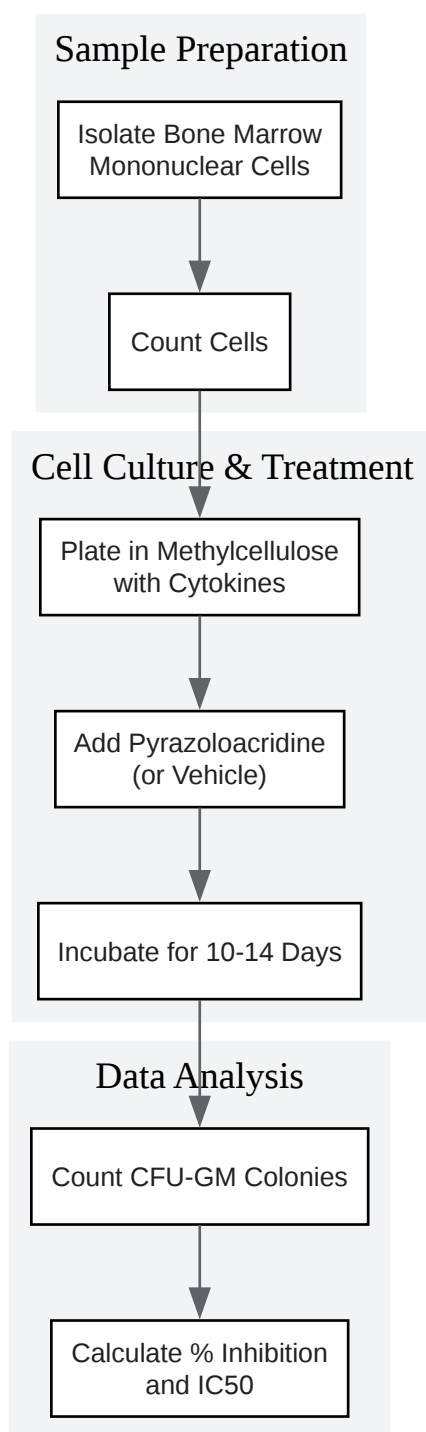 Sample Preparation
Isolate Bone Marrow
Mononuclear Cells
Count Cells
Cell Culture & Treatment
Plate in Methylcellulose
with Cytokines
Add Pyrazoloacridine
(or Vehicle)
Incubate for 10-14 Days
Data Analysis
Count CFU-GM Colonies
Calculate % Inhibition
and IC50